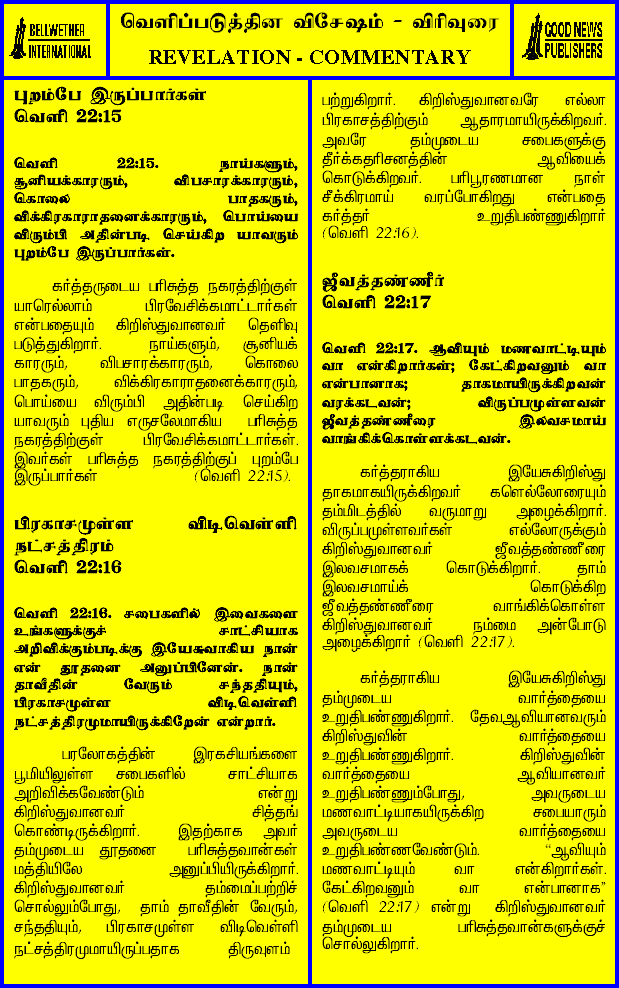 BELLWETHER
INTERNATIONAL
வெளிப்படுத்தின விசேஷம் - விரிவுரை
REVELATION - COMMENTARY
GOOD NEWS
PUBLISHERS
புறம்பே இருப்பார்கள்
வெளி 22:15
வெளி 22:15. நாய்களும்,
சூனியக்காரரும், விபசாரக்காரரும்,
கொலை பாதகரும்,
விக்கிரகாராதனைக்காரரும், பொய்யை
விரும்பி அதின்படி செய்கிற யாவரும்
புறம்பே இருப்பார்கள்.
கர்த்தருடைய பரிசுத்த நகரத்திற்குள்
யாரெல்லாம் பிரவேசிக்கமாட்டார்கள்
என்பதையும் கிறிஸ்துவானவர் தெளிவு
படுத்துகிறார். நாய்களும், சூனியக்
காரரும், விபசாரக்காரரும், கொலை
பாதகரும், விக்கிரகாராதனைக்காரரும்,
பொய்யை விரும்பி அதின்படி செய்கிற
யாவரும் புதிய எருசலேமாகிய பரிசுத்த
நகரத்திற்குள் பிரவேசிக்கமாட்டார்கள்.
இவர்கள் பரிசுத்த நகரத்திற்குப் புறம்பே
இருப்பார்கள் (வெளி 22:15).
பிரகாசமுள்ள விடிவெள்ளி
நட்சத்திரம்
வெளி 22:16
வெளி 22:16. சபைகளில் இவைகளை
உங்களுக்குச் சாட்சியாக
அறிவிக்கும்படிக்கு இயேசுவாகிய நான்
என் தூதனை அனுப்பினேன். நான்
தாவீதின் வேரும் சந்ததியும்,
பிரகாசமுள்ள விடிவெள்ளி
நட்சத்திரமுமாயிருக்கிறேன் என்றார்.
பரலோகத்தின் இரகசியங்களை
பூமியிலுள்ள சபைகளில் சாட்சியாக
அறிவிக்கவேண்டும் என்று
கிறிஸ்துவானவர் சித்தங்
கொண்டிருக்கிறார். இதற்காக அவர்
தம்முடைய தூதனை பரிசுத்தவான்கள்
மத்தியிலே அனுப்பியிருக்கிறார்.
கிறிஸ்துவானவர் தம்மைப்பற்றிச்
சொல்லும்போது, தாம் தாவீதின் வேரும்,
சந்ததியும், பிரகாசமுள்ள விடிவெள்ளி
நட்சத்திரமுமாயிருப்பதாக திருவுளம்
பற்றுகிறார். கிறிஸ்துவானவரே எல்லா
பிரகாசத்திற்கும் ஆதாரமாயிருக்கிறவர்.
அவரே தம்முடைய சபைகளுக்கு
தீர்க்கதரிசனத்தின் ஆவியைக்
கொடுக்கிறவர். பரிபூரணமான நாள்
சீக்கிரமாய் வரப்போகிறது என்பதை
கர்த்தர் உறுதிபண்ணுகிறார்
(வெளி 22:16).
ஜீவத்தண்ணீர்
வெளி 22:17
வெளி 22:17. ஆவியும் மணவாட்டியும்
வா என்கிறார்கள்; கேட்கிறவனும் வா
என்பானாக; தாகமாயிருக்கிறவன்
வரக்கடவன்; விருப்பமுள்ளவன்
ஜீவத்தண்ணீரை இலவசமாய்
வாங்கிக்கொள்ளக்கடவன்.
கர்த்தராகிய இயேசுகிறிஸ்து
தாகமாகயிருக்கிறவர் களெல்லோரையும்
தம்மிடத்தில் வருமாறு அழைக்கிறார்.
விருப்பமுள்ளவர்கள் எல்லோருக்கும்
கிறிஸ்துவானவர் ஜீவத்தண்ணீரை
இலவசமாகக் கொடுக்கிறார். தாம்
இலவசமாய்க் கொடுக்கிற
ஜீவத்தண்ணீரை வாங்கிக்கொள்ள
கிறிஸ்துவானவர் நம்மை அன்போடு
அழைக்கிறார் (வெளி 22:17).
கர்த்தராகிய இயேசுகிறிஸ்து
தம்முடைய வார்த்தையை
உறுதிபண்ணுகிறார். தேவஆவியானவரும்
கிறிஸ்துவின் வார்த்தையை
உறுதிபண்ணுகிறார். கிறிஸ்துவின்
வார்த்தையை ஆவியானவர்
உறுதிபண்ணும்போது, அவருடைய
மணவாட்டியாகயிருக்கிற சபையாரும்
அவருடைய வார்த்தையை
உறுதிபண்ணவேண்டும். “ஆவியும்
மணவாட்டியும் வா என்கிறார்கள்.
கேட்கிறவனும் வா என்பானாக”
(வெளி 22:17) என்று கிறிஸ்துவானவர்
தம்முடைய பரிசுத்தவான்களுக்குச்
சொல்லுகிறார்.